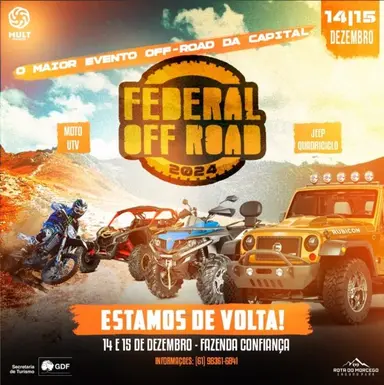 MULT
14|15
DEZEMBRO
O MAIOR EVENTO OFF-ROAD DA CAPITAL
FEDERAL
OFF ROAD
2024
MOTO
UTV
JEEP
QUADRICICLO
RUBICON
ESTAMOS DE VOLTA!
14 E 15 DE DEZEMBRO - FAZENDA CONFIANÇA
INFORMAÇÕES: (61) 98361-6841
Secretaria
de Turismo
GDF
ROTA DO MORCEGO